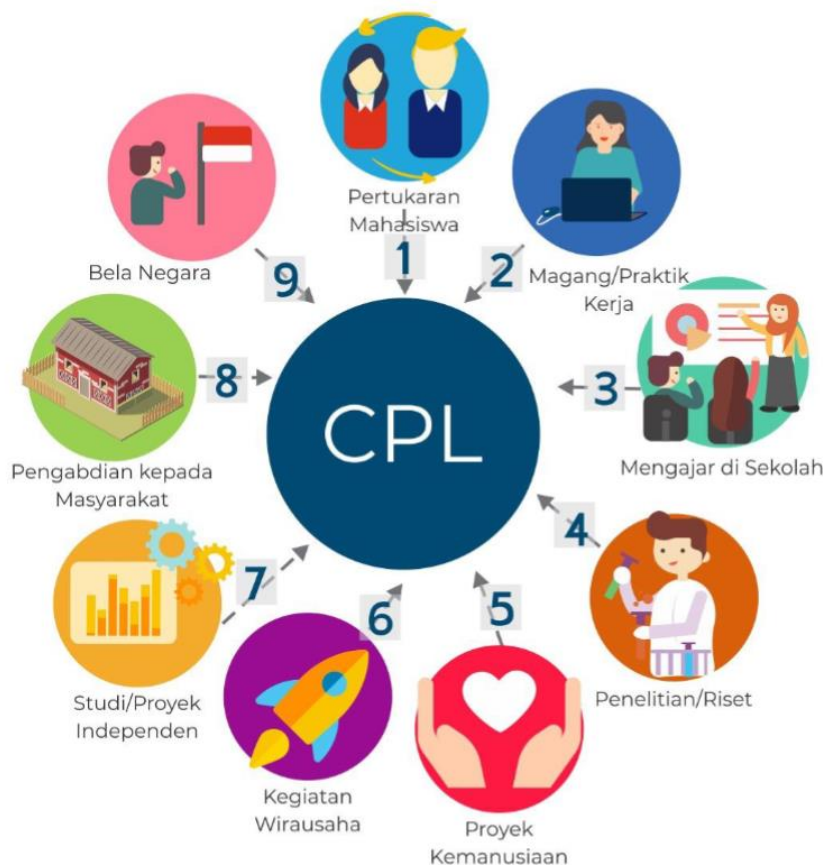 Pertukaran
Mahasiswa
1
2
Magang/Praktik
Kerja
3
Mengajar di Sekolah
4
Penelitian/Riset
5
Proyek
Kemanusiaan
6
Kegiatan
Wirausaha
7
Studi/Proyek
Independen
8
Pengabdian kepada
Masyarakat
9
Bela Negara
CPL